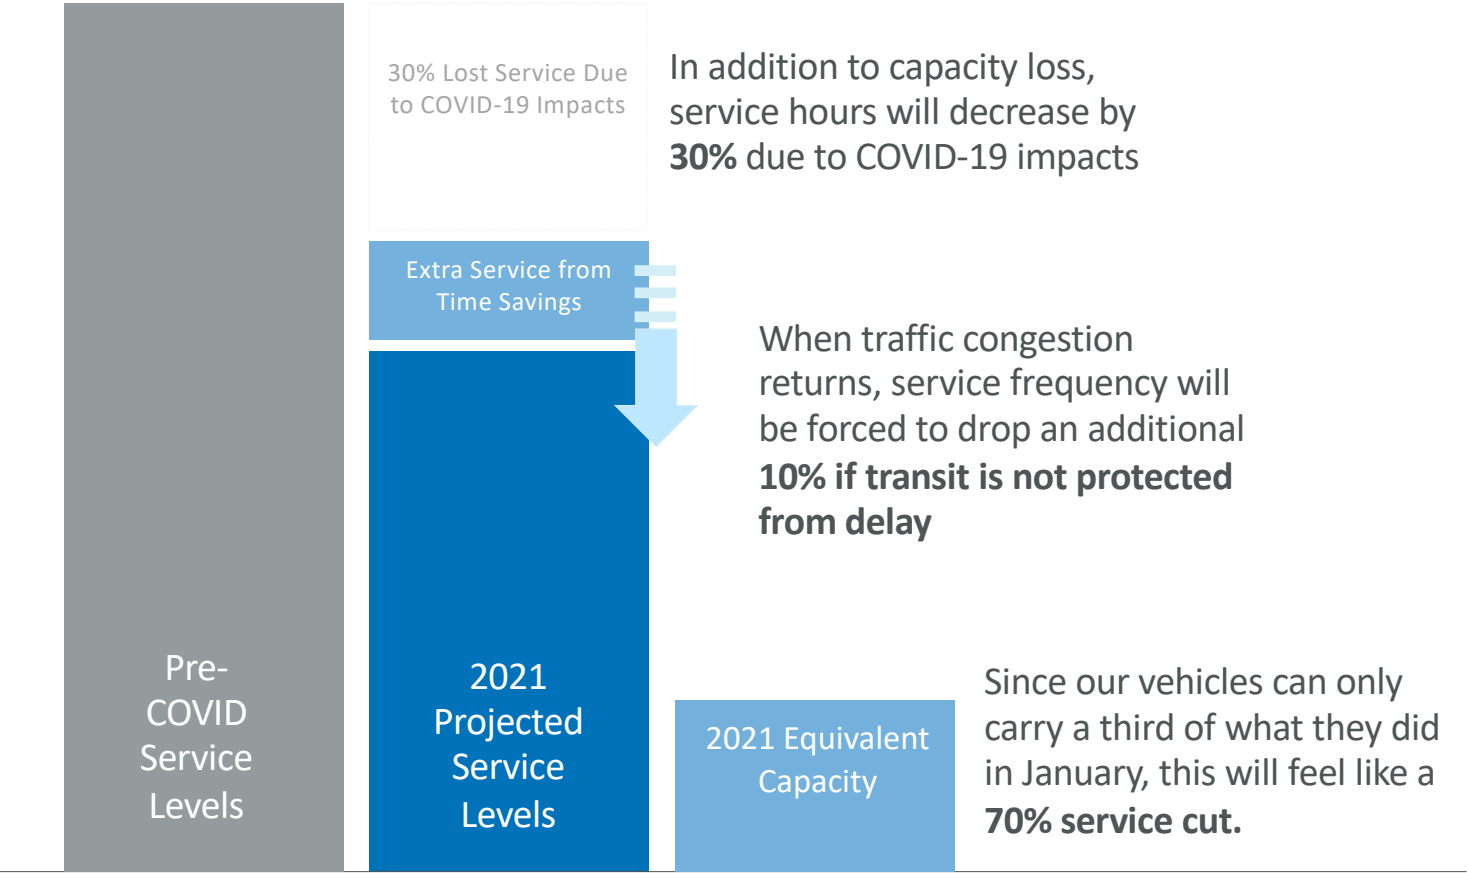 30% Lost Service Due
to COVID-19 Impacts
In addition to capacity loss,
service hours will decrease by
30% due to COVID-19 impacts
Extra Service from
Time Savings
When traffic congestion
returns, service frequency will
be forced to drop an additional
10% if transit is not protected
from delay
Pre-
COVID
Service
Levels
2021
Projected
Service
Levels
2021 Equivalent
Capacity
Since our vehicles can only
carry a third of what they did
in January, this will feel like a
70% service cut.